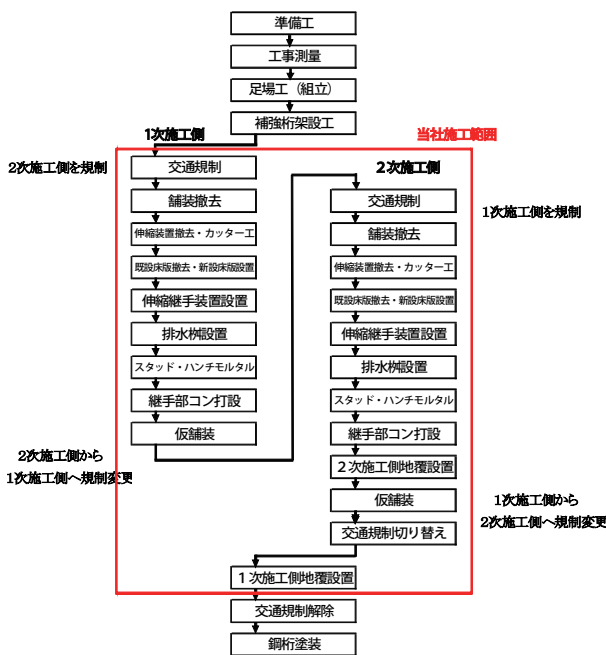 準備工
工事測量
足場工（組立）
補強桁架設工
1次施工側
当社施工範囲
2次施工側を規制
交通規制
舗装撤去
伸縮装置撤去・カッター工
既設床版撤去・新設床版設置
伸縮継手装置設置
排水桝設置
スタッド・ハンチモルタル
継手部コン打設
仮舗装
2次施工側から
1次施工側へ規制変更
2次施工側
1次施工側を規制
交通規制
舗装撤去
伸縮装置撤去・カッター工
既設床版撤去・新設床版設置
伸縮継手装置設置
排水桝設置
スタッド・ハンチモルタル
継手部コン打設
２次施工側地覆設置
仮舗装
交通規制切り替え
1次施工側から
2次施工側へ規制変更
１次施工側地覆設置
交通規制解除
鋼桁塗装